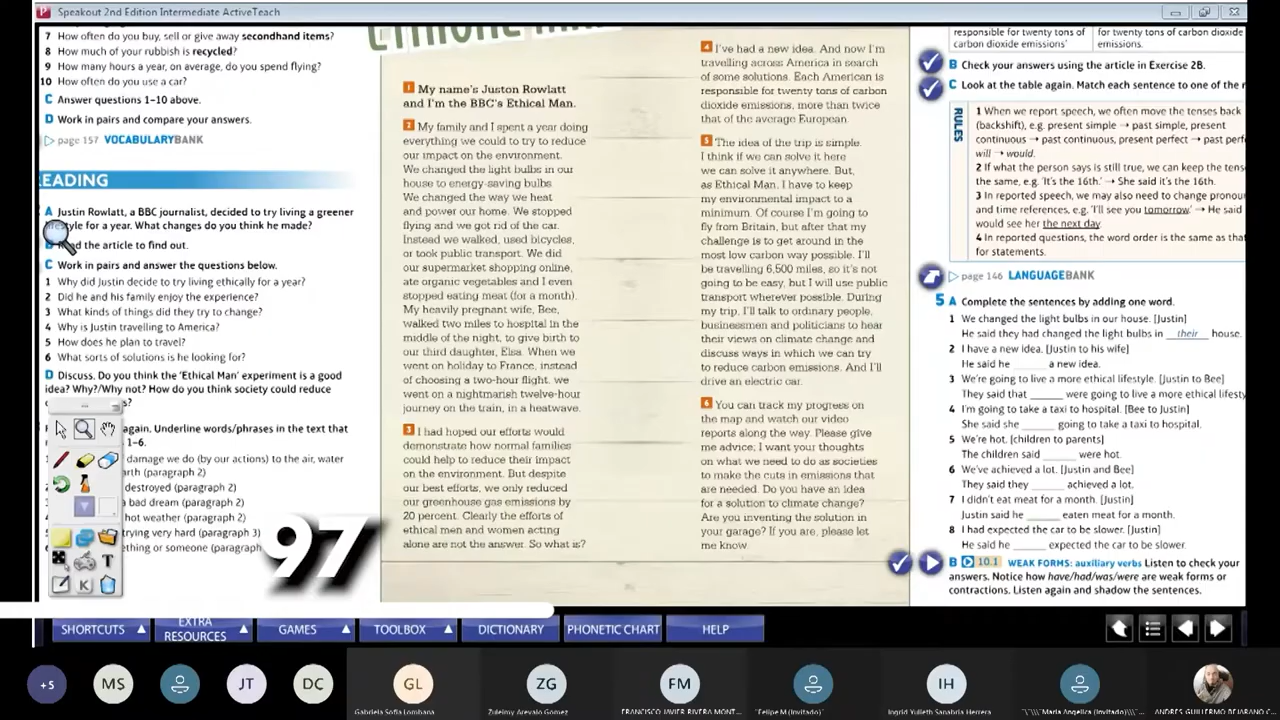 Speakout 2nd Edition Intermediate ActiveTeach
7 How often do you buy, sell or give away secondhand items?
8 How much of your rubbish is recycled?
9 How many hours a year, on average, do you spend flying?
10 How often do you use a car?
C Answer questions 1–10 above.
D Work in pairs and compare your answers.
page 157 VOCABULARYBANK
EADING
A Justin Rowlatt, a BBC journalist, decided to try living a greener
style for a year. What changes do you think he made?
d the article to find out.
C Work in pairs and answer the questions below.
1 Why did Justin decide to try living ethically for a year?
2 Did he and his family enjoy the experience?
3 What kinds of things did they try to change?
4 Why is Justin travelling to America?
5 How does he plan to travel?
6 What sorts of solutions is he looking for?
D Discuss. Do you think the 'Ethical Man' experiment is a good
idea? Why?/Why not? How do you think society could reduce
s?
again. Underline words/phrases in the text that
1–6.
damage we do (by our actions) to the air, water
rth (paragraph 2)
destroyed (paragraph 2)
a bad dream (paragraph 2)
hot weather (paragraph 2)
trying very hard (paragraph 3)
ething or someone (paragraph
97
1 My name's Juston Rowlatt
and I'm the BBC's Ethical Man.
2 My family and I spent a year doing
everything we could to try to reduce
our impact on the environment.
We changed the light bulbs in our
house to energy-saving bulbs.
We changed the way we heat
and power our home. We stopped
flying and we got rid of the car.
Instead we walked, used bicycles,
or took public transport. We did
our supermarket shopping online,
ate organic vegetables and I even
stopped eating meat (for a month).
My heavily pregnant wife, Bee,
walked two miles to hospital in the
middle of the night, to give birth to
our third daughter, Elsa. When we
went on holiday to France, instead
of choosing a two-hour flight, we
went on a nightmarish twelve-hour
journey on the train, in a heatwave.
3 I had hoped our efforts would
demonstrate how normal families
could help to reduce their impact
on the environment. But despite
our best efforts, we only reduced
our greenhouse gas emissions by
20 percent. Clearly the efforts of
ethical men and women acting
alone are not the answer. So what is?
4 I've had a new idea. And now I'm
travelling across America in search
of some solutions. Each American is
responsible for twenty tons of carbon
dioxide emissions, more than twice
that of the average European.
5 The idea of the trip is simple.
I think if we can solve it here
we can solve it anywhere. But,
as Ethical Man, I have to keep
my environmental impact to a
minimum. Of course I'm going to
fly from Britain, but after that my
challenge is to get around in the
most low carbon way possible. I'll
be travelling 6,500 miles, so it's not
going to be easy, but I will use public
transport wherever possible. During
my trip, I'll talk to ordinary people,
businessmen and politicians to hear
their views on climate change and
discuss ways in which we can try
to reduce carbon emissions. And I'll
drive an electric car.
6 You can track my progress on
the map and watch our video
reports along the way. Please give
me advice; I want your thoughts
on what we need to do as societies
to make the cuts in emissions that
are needed. Do you have an idea
for a solution to climate change?
Are you inventing the solution in
your garage? If you are, please let
me know
responsible for twenty tons of
carbon dioxide emissions'
for twenty tons of
carbon dioxide emissions
B Check your answers using the article in Exercise 2B.
C Look at the table again. Match each sentence to one of the r
RULES
1 When we report speech, we often move the tenses back
(backshift), e.g. present simple → past simple, present
continuous → past continuous, present perfect → past perf
will → would.
2 If what the person says is still true, we can keep the tens
the same, e.g. 'It's the 16th.' → She said it's the 16th.
3 In reported speech, we may also need to change pronou
and time references, e.g. 'I'll see you tomorrow.' → He said
would see her the next day.
4 In reported questions, the word order is the same as that
for statements.
page 146 LANGUAGEBANK
5 A Complete the sentences by adding one word.
1 We changed the light bulbs in our house. [Justin]
He said they had changed the light bulbs in their house.
2 I have a new idea. [Justin to his wife]
He said he ______ a new idea.
3 We're going to live a more ethical lifestyle. [Justin to Bee]
They said that ______ were going to live a more ethical lifesty
4 I'm going to take a taxi to hospital. [Bee to Justin]
She said she ______ going to take a taxi to hospital.
5 We're hot. [children to parents]
The children said ______ were hot.
6 We've achieved a lot. [Justin and Bee]
They said they ______ achieved a lot.
7 I didn't eat meat for a month. [Justin]
Justin said he ______ eaten meat for a month.
8 I had expected the car to be slower. [Justin]
He said he ______ expected the car to be slower.
B 10.1 WEAK FORMS: auxiliary verbs Listen to check your
answers. Notice how have/had/was/were are weak forms or
contractions. Listen again and shadow the sentences.
SHORTCUTS
EXTRA
RESOURCES
GAMES
TOOLBOX
DICTIONARY
PHONETIC CHART
HELP
+5
MS
JT
DC
GL
ZG
FM
IH
Gabriela Sofia Lombana
Zuleimy Arevalo Gomez
FRANCISCO JAVIER RIVERA MONT...
"Felipe M (Invitado)"
Ingrid Yulieth Sanabria Herrera
"\"\\"Maria Angelica (Invitado)\\\"...
ANDRES GUILLERMO BEJARANO C...